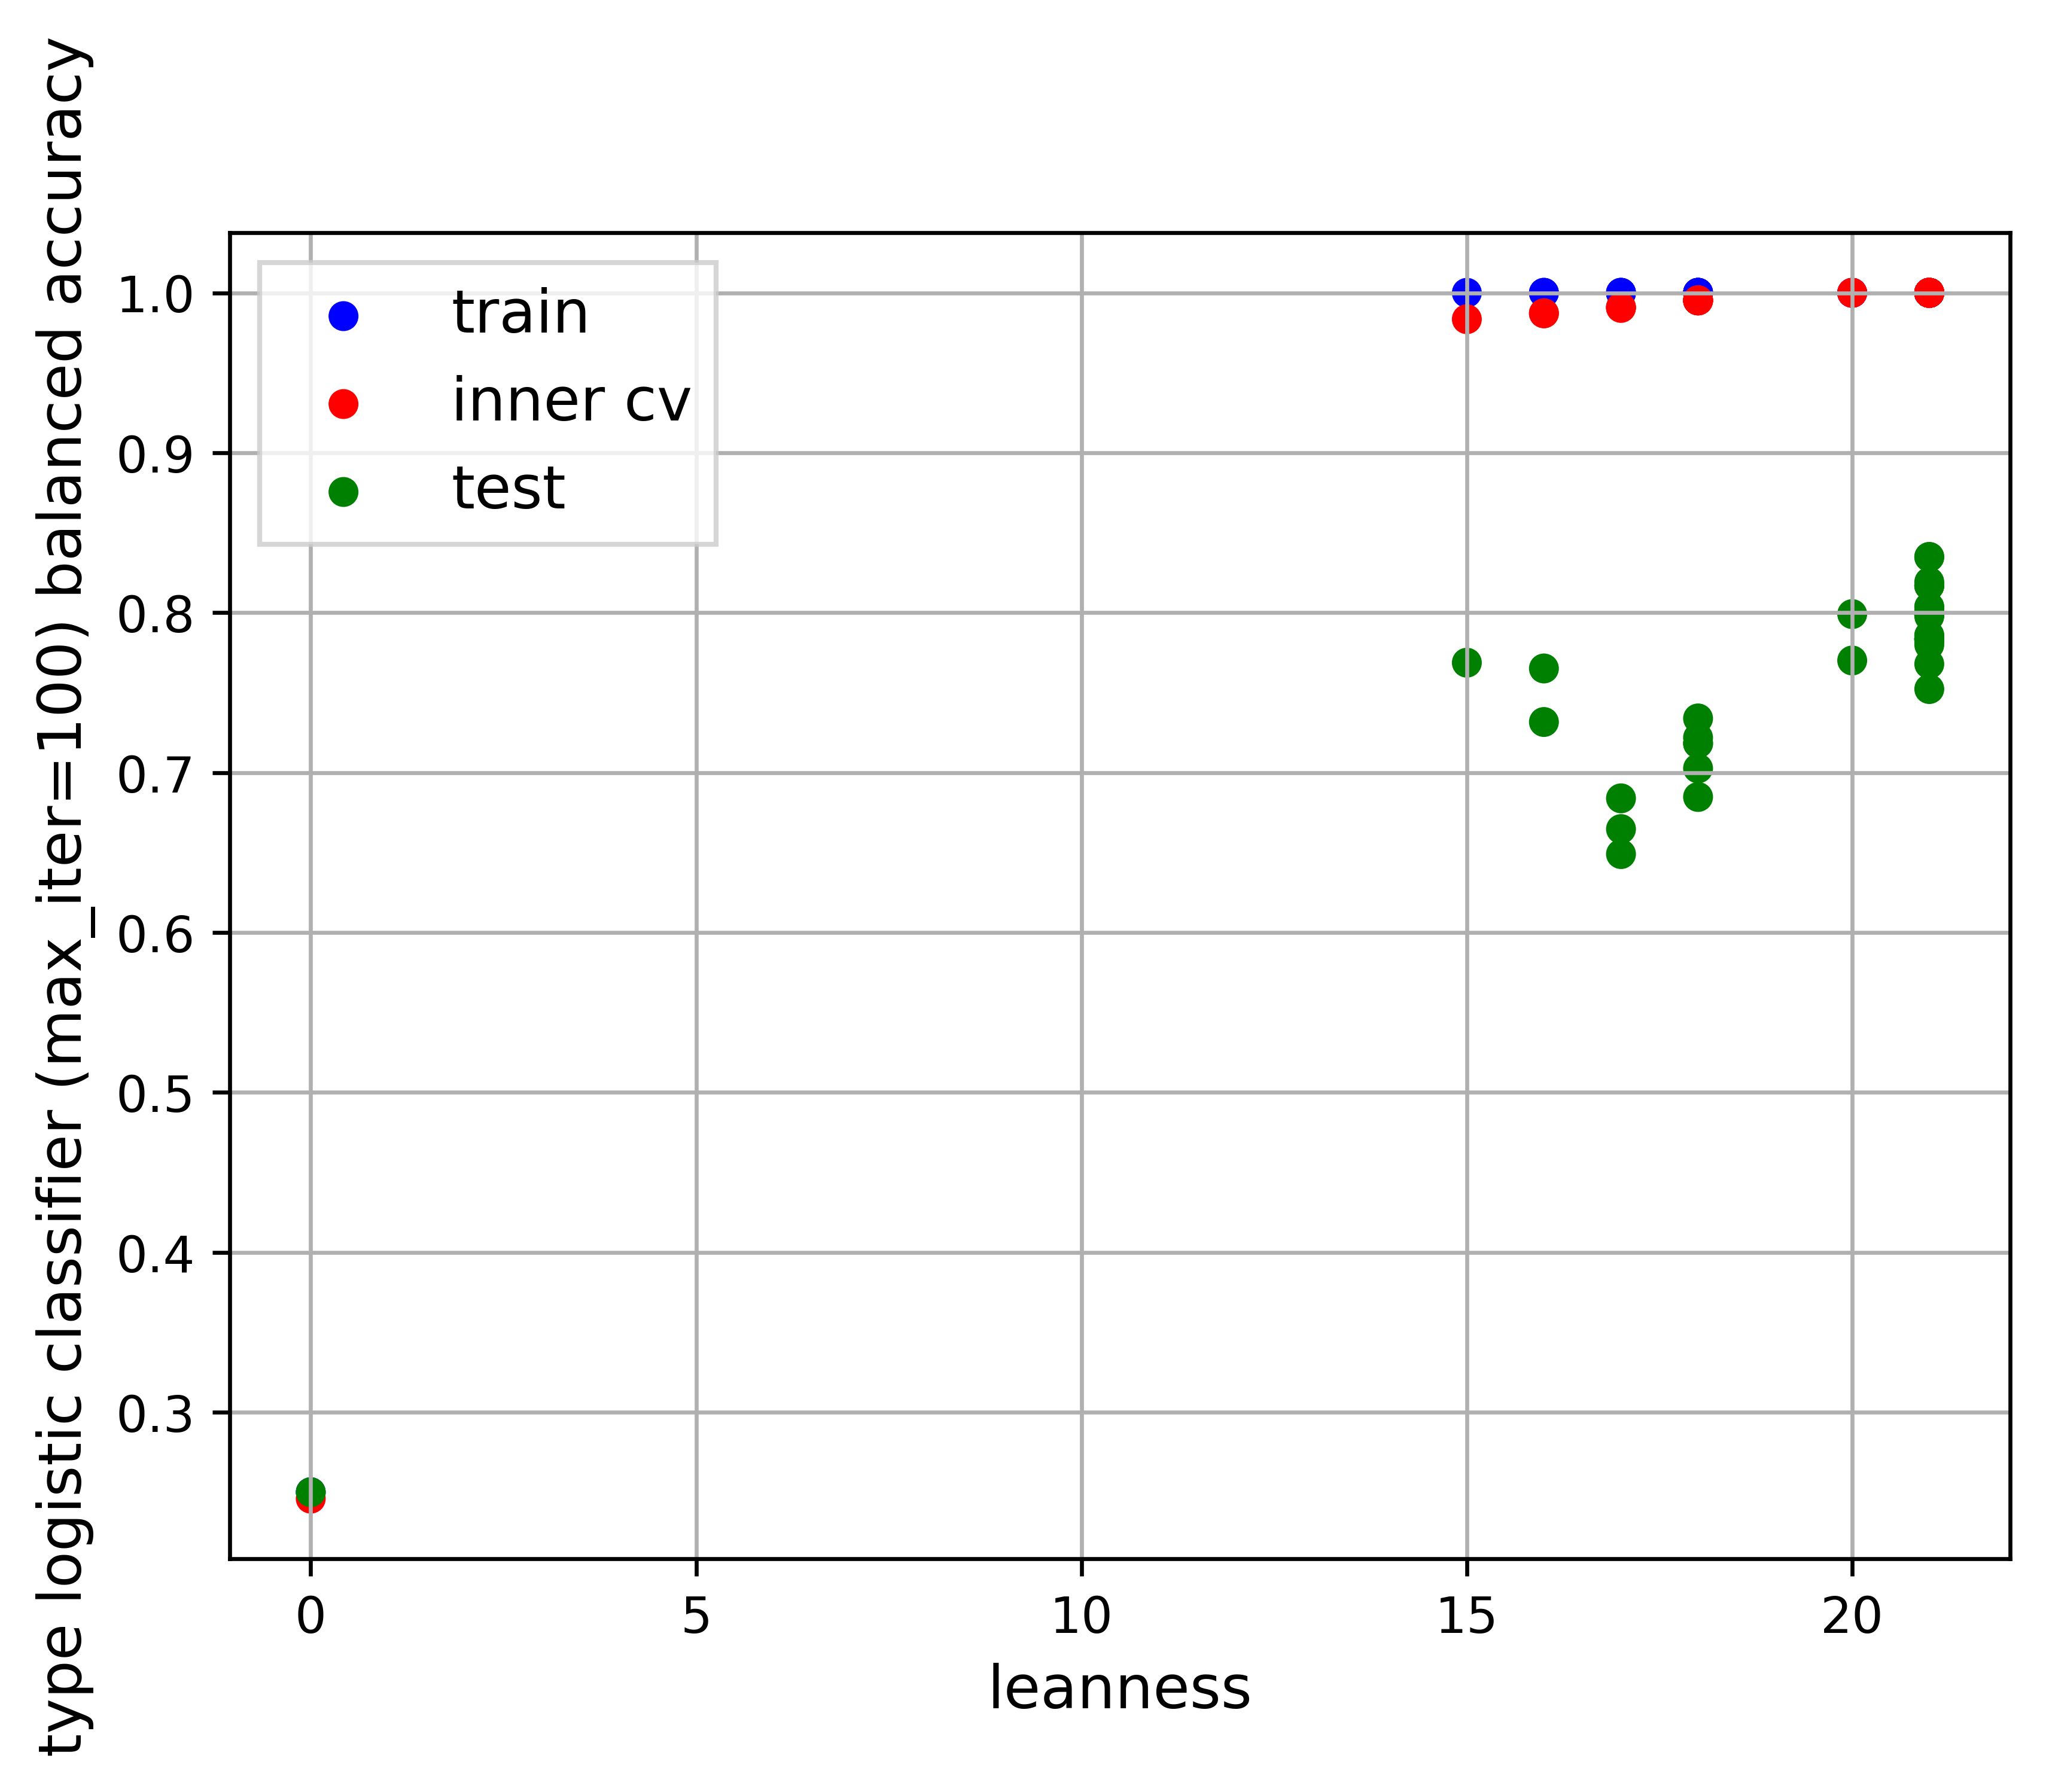 type logistic classifier (max_iter=100) balanced accuracy
1.0
0.9
0.8
0.7
0.6
0.5
0.4
0.3
train
inner cv
test
0 5 10 15 20
leanness